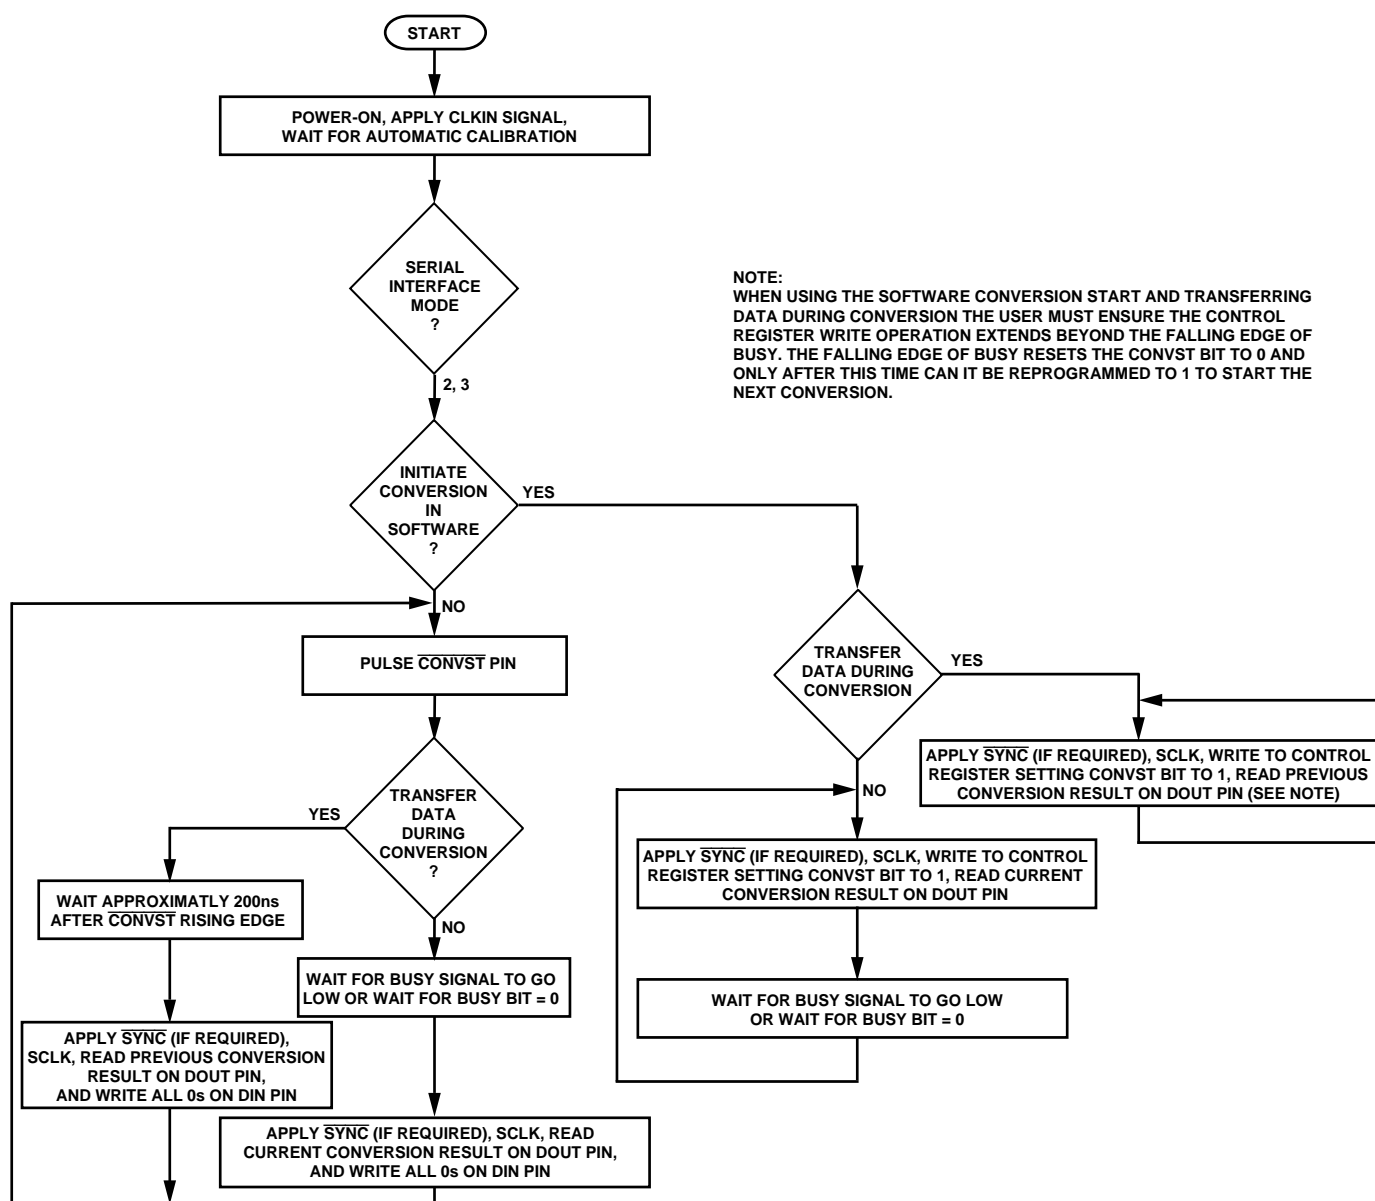 START
POWER-ON, APPLY CLKIN SIGNAL,
WAIT FOR AUTOMATIC CALIBRATION
SERIAL
INTERFACE
MODE
?
NOTE:
WHEN USING THE SOFTWARE CONVERSION START AND TRANSFERRING
DATA DURING CONVERSION THE USER MUST ENSURE THE CONTROL
REGISTER WRITE OPERATION EXTENDS BEYOND THE FALLING EDGE OF
BUSY. THE FALLING EDGE OF BUSY RESETS THE CONVST BIT TO 0 AND
ONLY AFTER THIS TIME CAN IT BE REPROGRAMMED TO 1 TO START THE
NEXT CONVERSION.
2, 3
INITIATE
CONVERSION
IN
SOFTWARE
?
YES
NO
PULSE CONVST PIN
TRANSFER
DATA DURING
CONVERSION
YES
APPLY SYNC (IF REQUIRED), SCLK, WRITE TO CONTROL
REGISTER SETTING CONVST BIT TO 1, READ PREVIOUS
CONVERSION RESULT ON DOUT PIN (SEE NOTE)
NO
TRANSFER
DATA
DURING
CONVERSION
?
YES
APPLY SYNC (IF REQUIRED), SCLK, WRITE TO CONTROL
REGISTER SETTING CONVST BIT TO 1, READ CURRENT
CONVERSION RESULT ON DOUT PIN
WAIT APPROXIMATLY 200ns
AFTER CONVST RISING EDGE
NO
WAIT FOR BUSY SIGNAL TO GO
LOW OR WAIT FOR BUSY BIT = 0
WAIT FOR BUSY SIGNAL TO GO LOW
OR WAIT FOR BUSY BIT = 0
APPLY SYNC (IF REQUIRED),
SCLK, READ PREVIOUS CONVERSION
RESULT ON DOUT PIN,
AND WRITE ALL 0s ON DIN PIN
APPLY SYNC (IF REQUIRED), SCLK, READ
CURRENT CONVERSION RESULT ON DOUT PIN,
AND WRITE ALL 0s ON DIN PIN